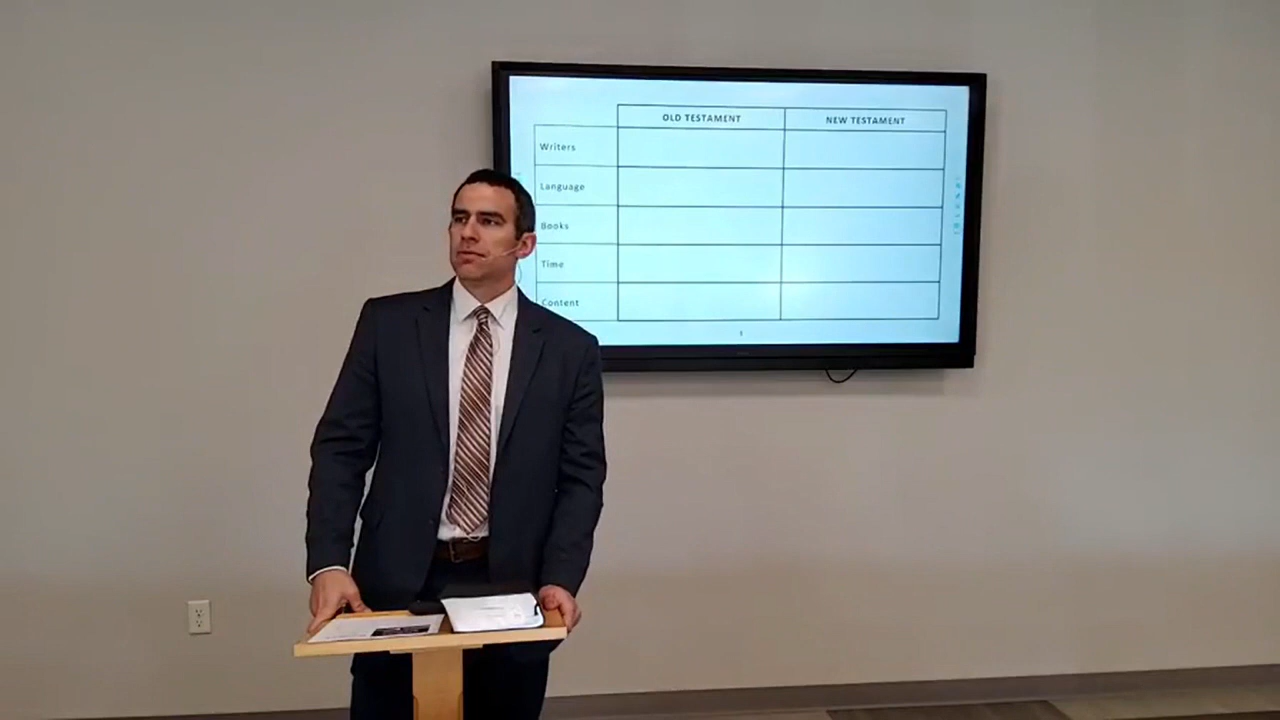 OLD TESTAMENT NEW TESTAMENT
Writers
Language
Books
Time
Content